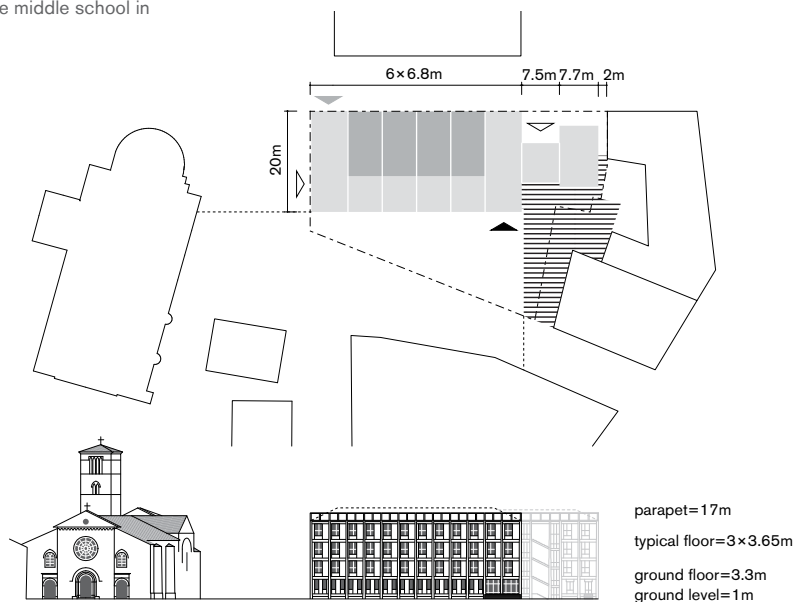 e middle school in
6×6.8m
7.5m 7.7m 2m
20m
parapet=17m
typical floor=3×3.65m
ground floor=3.3m
ground level=1m